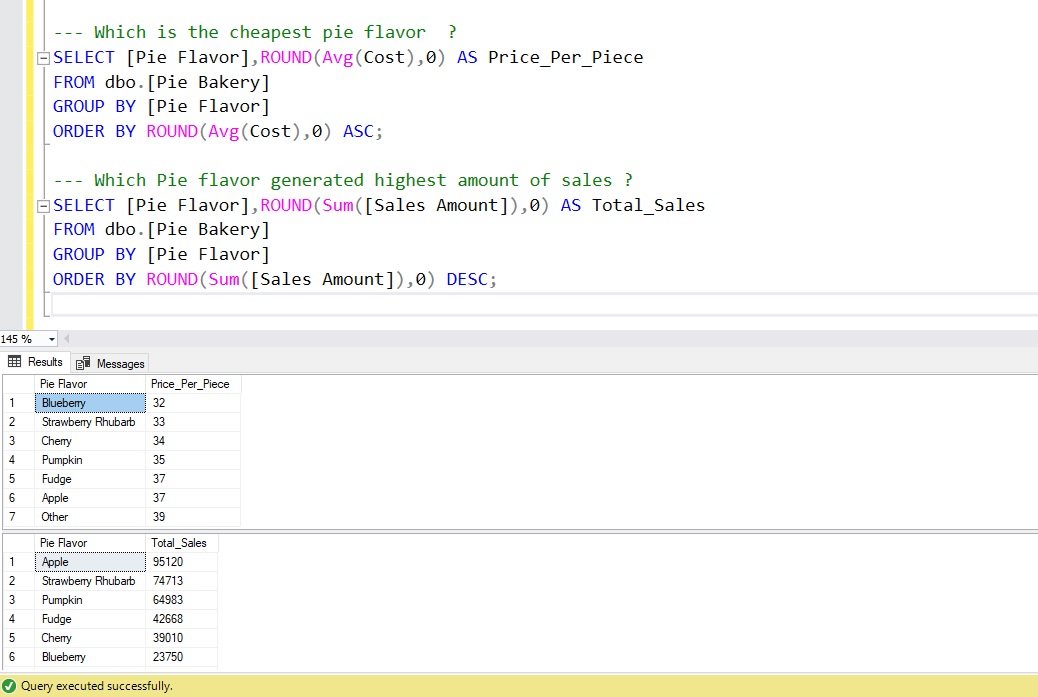 --- Which is the cheapest pie flavor  ?
SELECT [Pie Flavor],ROUND(Avg(Cost),0) AS Price_Per_Piece
FROM dbo.[Pie Bakery]
GROUP BY [Pie Flavor]
ORDER BY ROUND(Avg(Cost),0) ASC;
--- Which Pie flavor generated highest amount of sales ?
SELECT [Pie Flavor],ROUND(Sum([Sales Amount]),0) AS Total_Sales
FROM dbo.[Pie Bakery]
GROUP BY [Pie Flavor]
ORDER BY ROUND(Sum([Sales Amount]),0) DESC;
145 %
Results Messages
Pie Flavor Price_Per_Piece
1 Blueberry 32
2 Strawberry Rhubarb 33
3 Cherry 34
4 Pumpkin 35
5 Fudge 37
6 Apple 37
7 Other 39
Pie Flavor Total_Sales
1 Apple 95120
2 Strawberry Rhubarb 74713
3 Pumpkin 64983
4 Fudge 42668
5 Cherry 39010
6 Blueberry 23750
Query executed successfully.